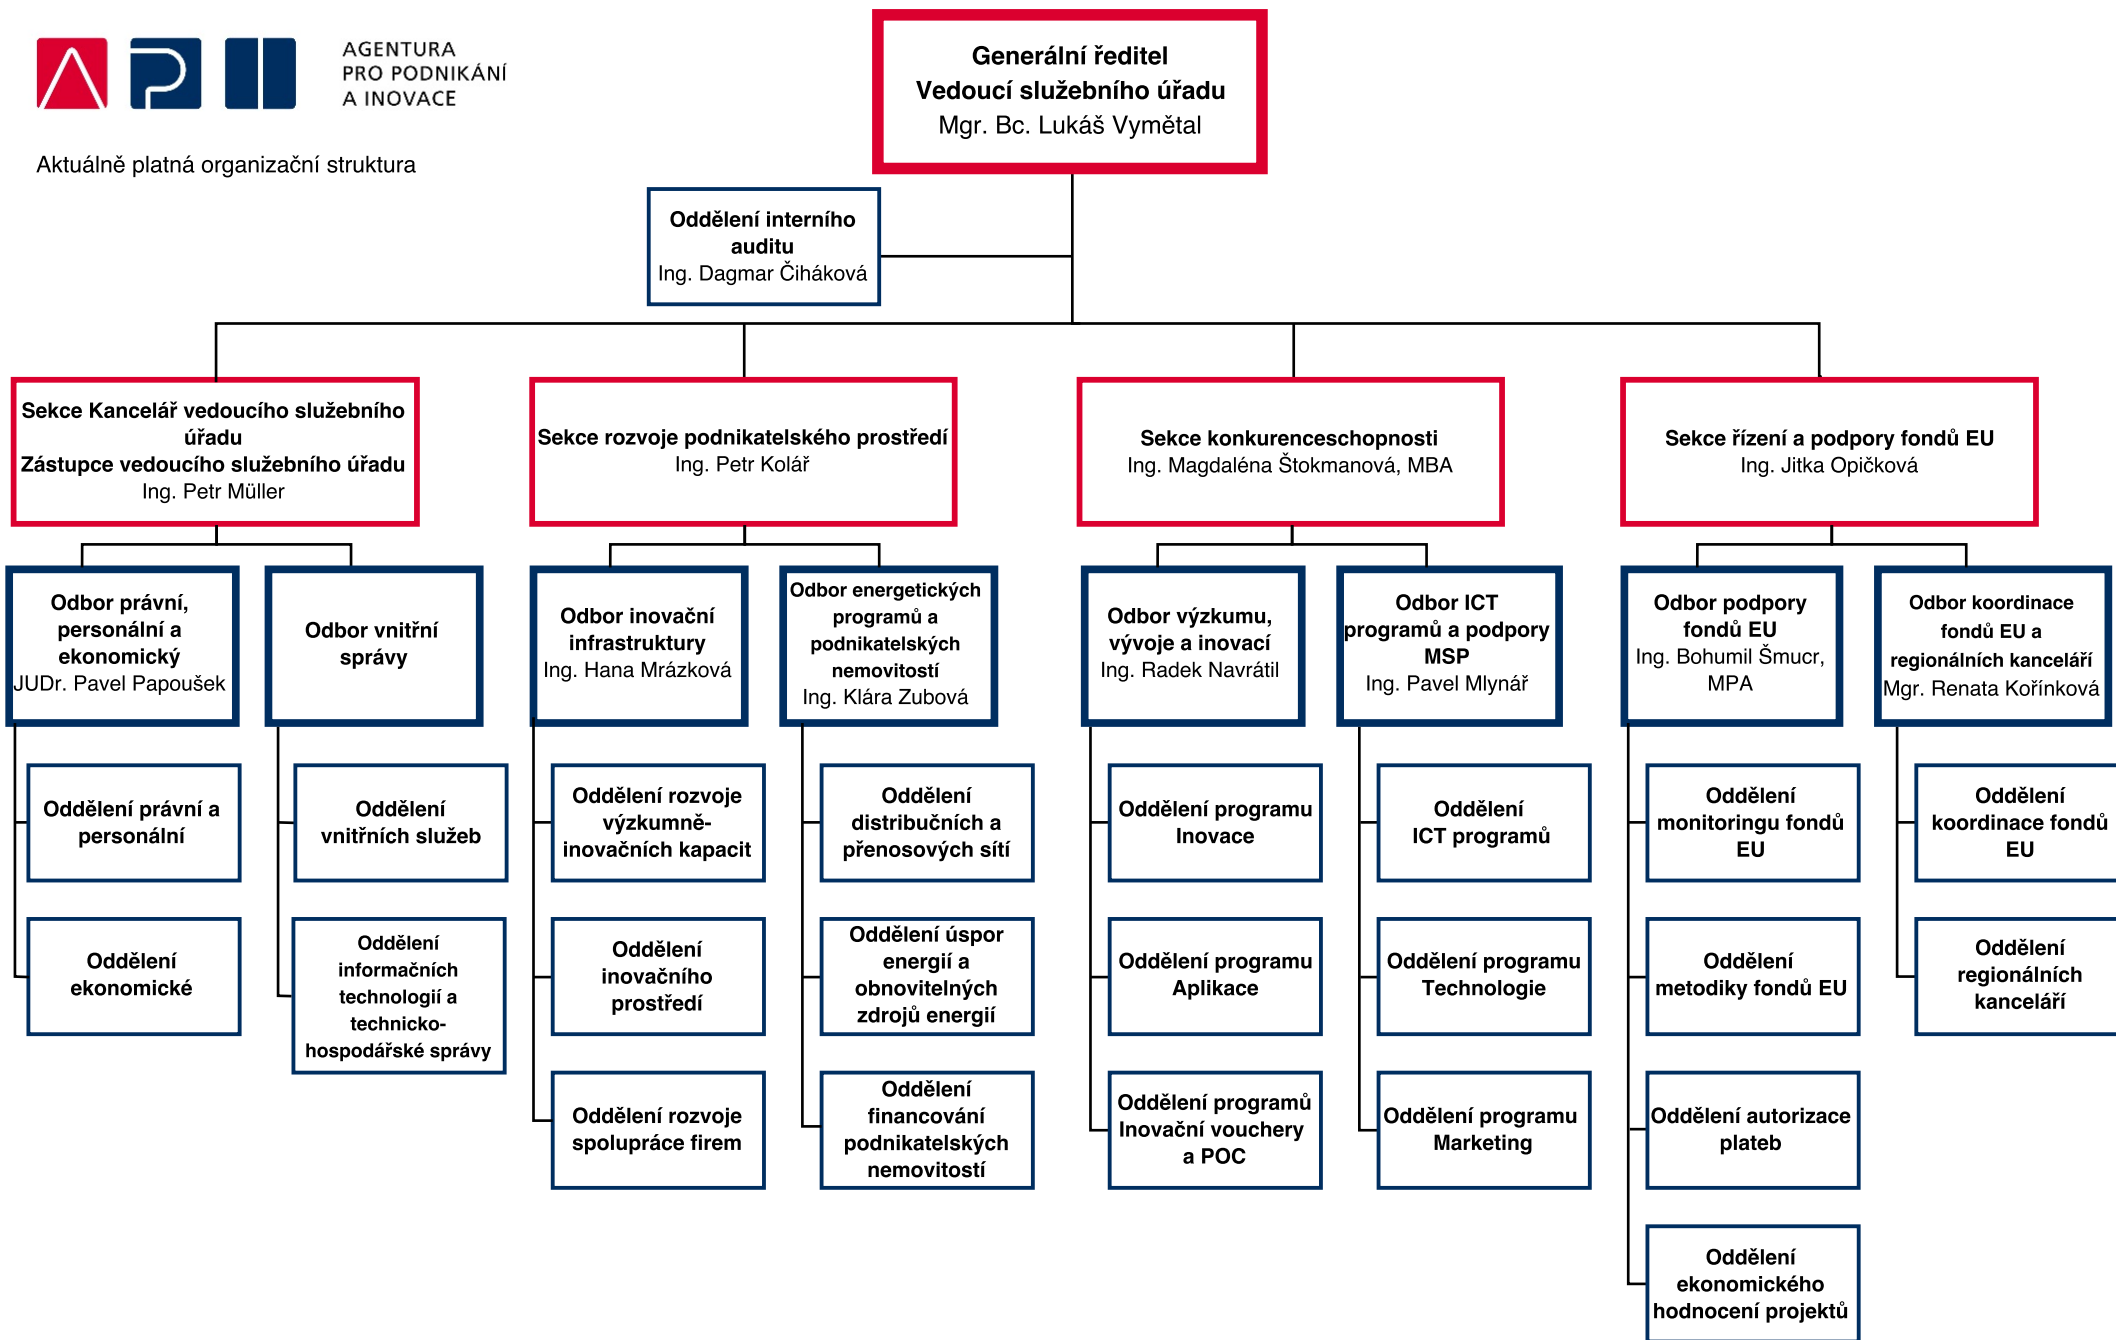 AGENTURA
PRO PODNIKÁNÍ
A INOVACE
Aktuálně platná organizační struktura
Generální ředitel
Vedoucí služebního úřadu
Mgr. Bc. Lukáš Vymětal
Oddělení interního
auditu
Ing. Dagmar Čiháková
Sekce Kancelář vedoucího služebního
úřadu
Zástupce vedoucího služebního úřadu
Ing. Petr Müller
Sekce rozvoje podnikatelského prostředí
Ing. Petr Kolář
Sekce konkurenceschopnosti
Ing. Magdaléna Štokmanová, MBA
Sekce řízení a podpory fondů EU
Ing. Jitka Opičková
Odbor právní,
personální a
ekonomický
JUDr. Pavel Papoušek
Odbor vnitřní
správy
Odbor inovační
infrastruktury
Ing. Hana Mrázková
Odbor energetických
programů a
podnikatelských
nemovitostí
Ing. Klára Zubová
Odbor výzkumu,
vývoje a inovací
Ing. Radek Navrátil
Odbor ICT
programů a podpory
MSP
Ing. Pavel Mlynář
Odbor podpory
fondů EU
Ing. Bohumil Šmucr,
MPA
Odbor koordinace
fondů EU a
regionálních kanceláří
Mgr. Renata Kořínková
Oddělení právní a
personální
Oddělení
vnitřních služeb
Oddělení rozvoje
výzkumně-
inovačních kapacit
Oddělení
distribučních a
přenosových sítí
Oddělení programu
Inovace
Oddělení
ICT programů
Oddělení
monitoringu fondů
EU
Oddělení
koordinace fondů
EU
Oddělení
ekonomické
Oddělení
informačních
technologií a
technicko-
hospodářské správy
Oddělení
inovačního
prostředí
Oddělení úspor
energií a
obnovitelných
zdrojů energií
Oddělení programu
Aplikace
Oddělení programu
Technologie
Oddělení
metodiky fondů EU
Oddělení
regionálních
kanceláří
Oddělení rozvoje
spolupráce firem
Oddělení
financování
podnikatelských
nemovitostí
Oddělení programů
Inovační vouchery
a POC
Oddělení programu
Marketing
Oddělení autorizace
plateb
Oddělení
ekonomického
hodnocení projektů